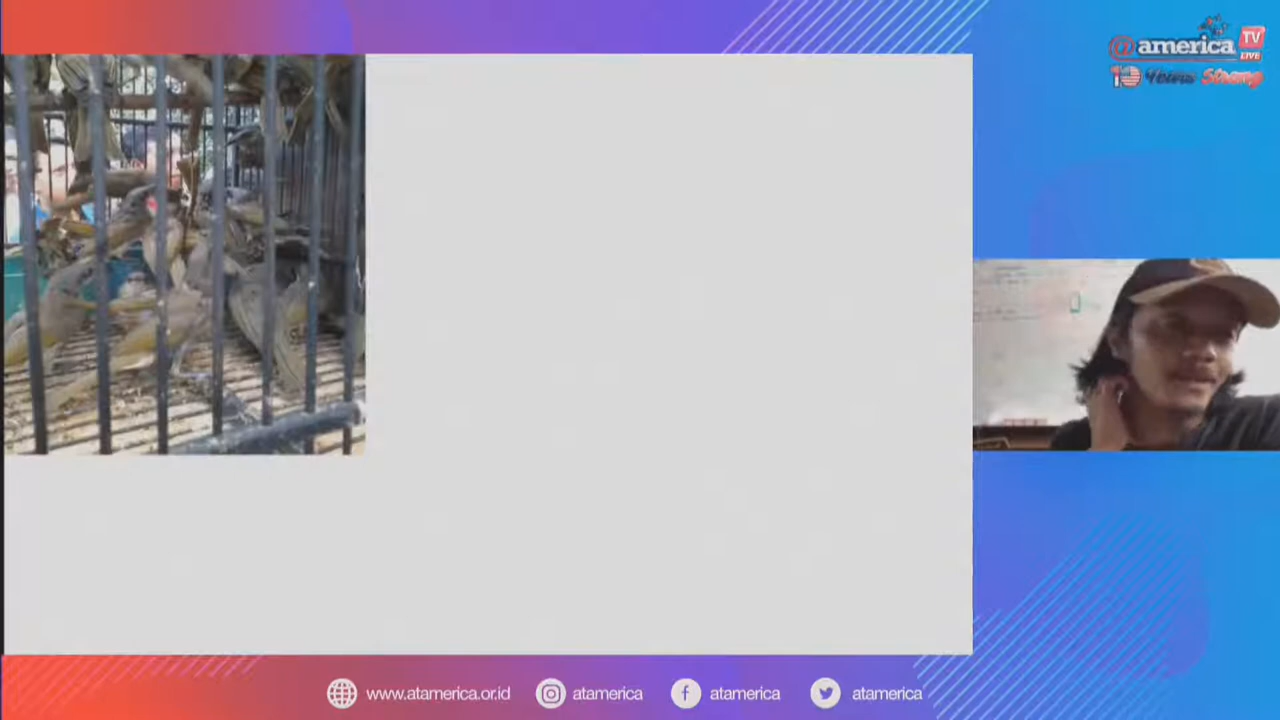 @america TV
LIVE
10 Years Strong
www.atamerica.or.id
atamerica
atamerica
atamerica